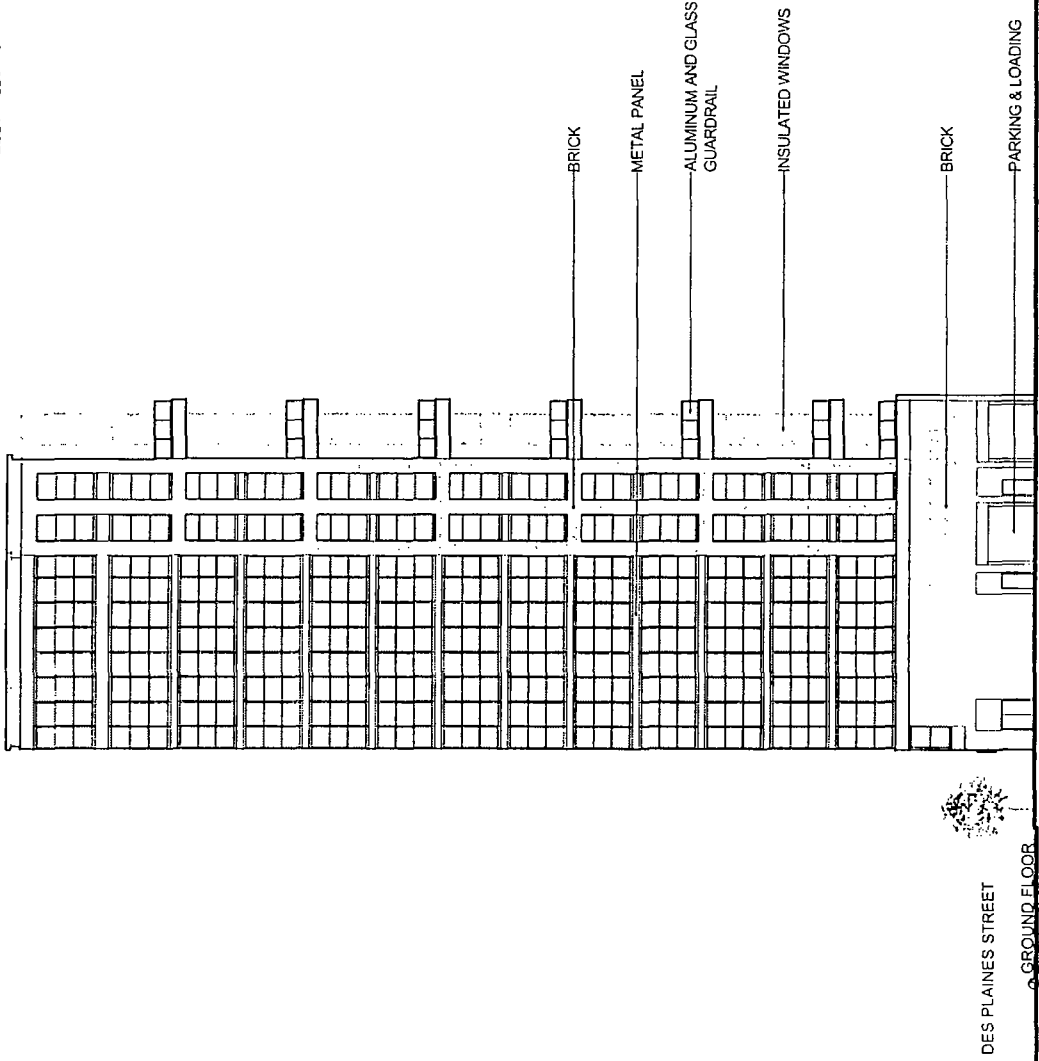 BRICK
METAL PANEL
ALUMINUM AND GLASS
GUARDRAIL
INSULATED WINDOWS
BRICK
PARKING & LOADING
DES PLAINES STREET
GROUND FLOOR